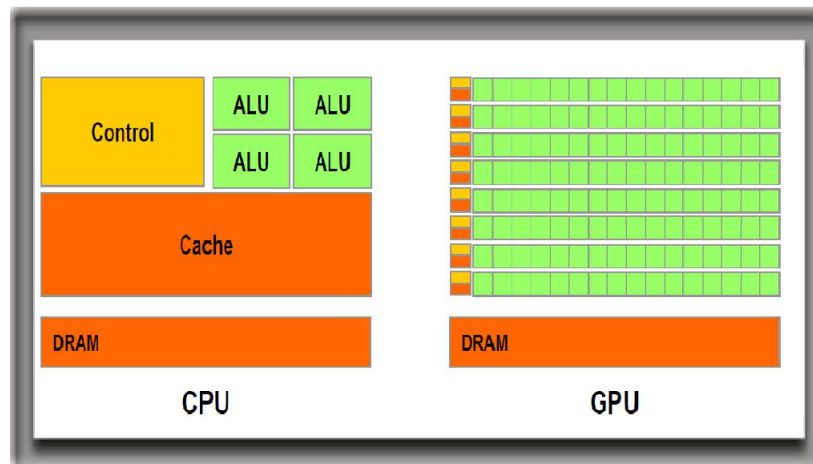 Control
ALU ALU
ALU ALU
Cache
DRAM
CPU
DRAM
GPU